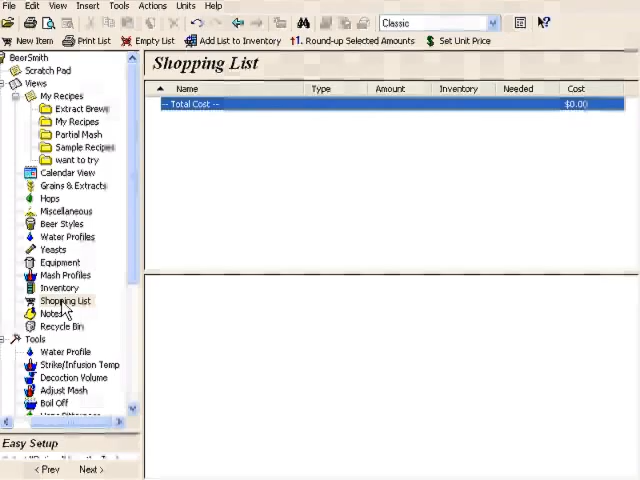 File Edit View Insert Tools Actions Units Help
Classic
New Item Print List Empty List Add List to Inventory ↑1. Round-up Selected Amounts $ Set Unit Price
BeerSmith
Scratch Pad
Views
My Recipes
Extract Brews
My Recipes
Partial Mash
Sample Recipes
want to try
Calendar View
Grains & Extracts
Hops
Miscellaneous
Beer Styles
Water Profiles
Yeasts
Equipment
Mash Profiles
Inventory
Shopping List
Notes
Recycle Bin
Tools
Water Profile
Strike/Infusion Temp
Decoction Volume
Adjust Mash
Boil Off
Easy Setup
< Prev Next >
Shopping List
Name Type Amount Inventory Needed Cost
-- Total Cost -- $0.00